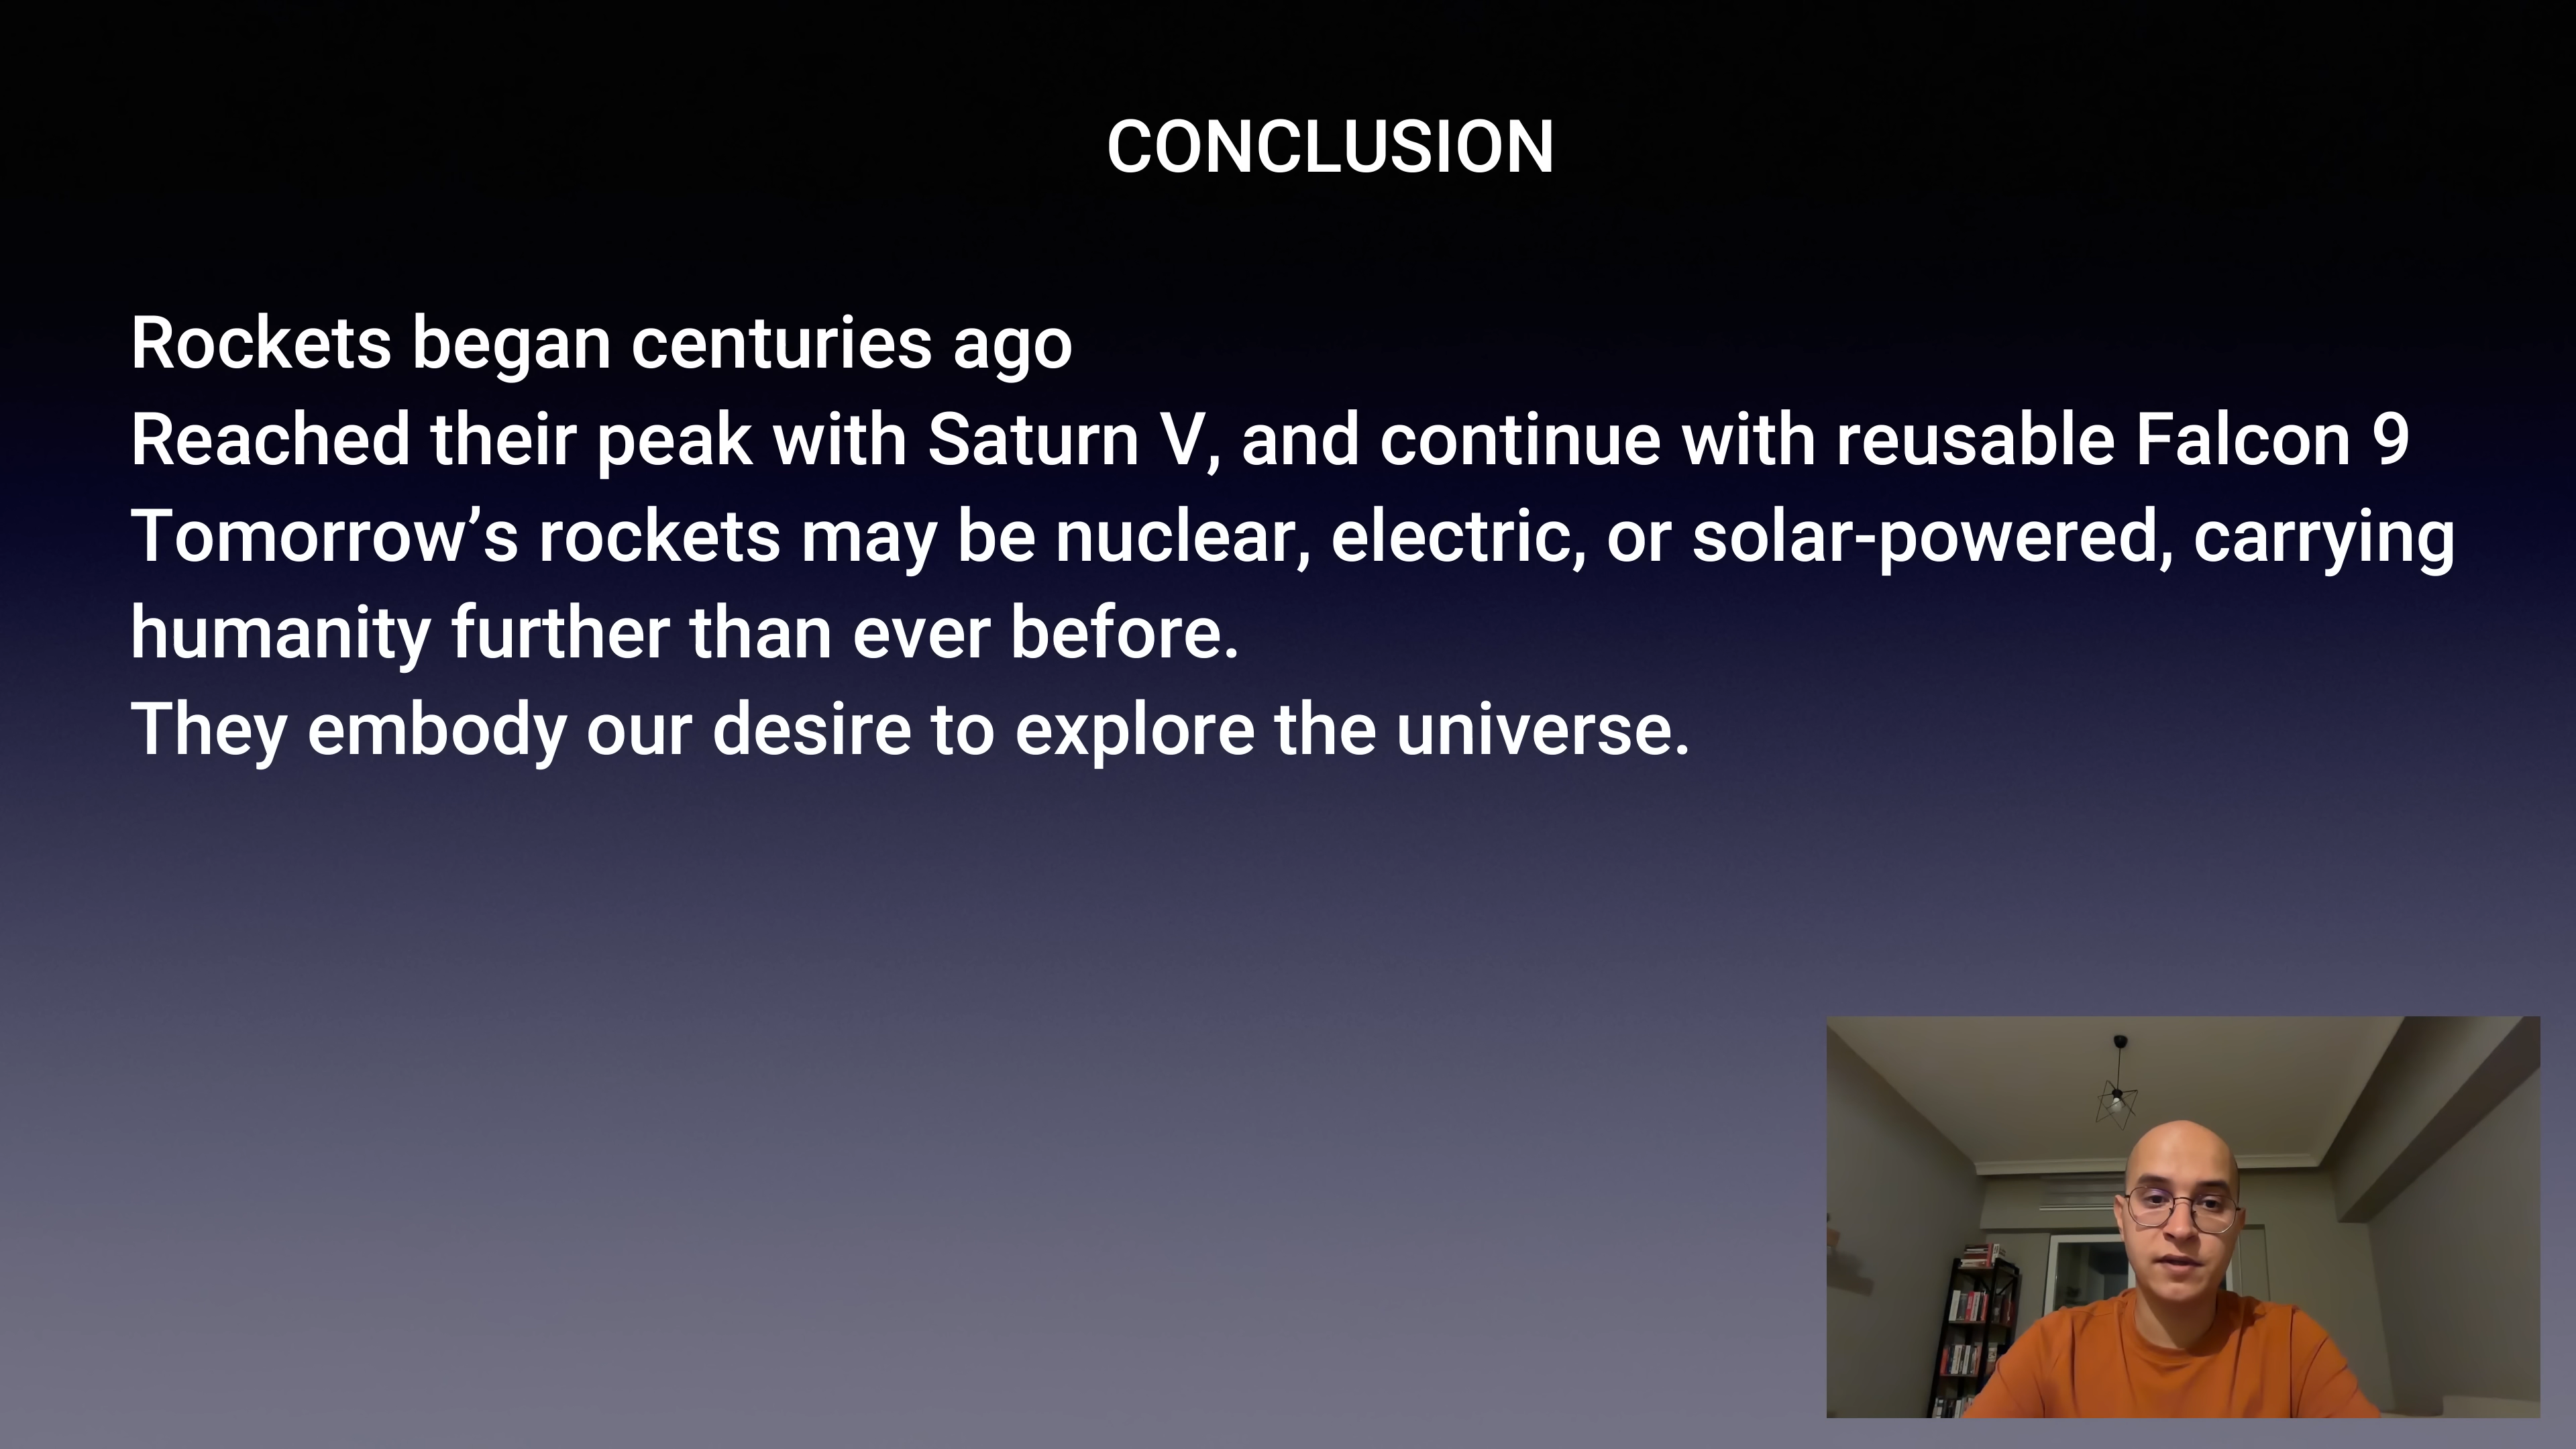 CONCLUSION
Rockets began centuries ago
Reached their peak with Saturn V, and continue with reusable Falcon 9
Tomorrow’s rockets may be nuclear, electric, or solar-powered, carrying
humanity further than ever before.
They embody our desire to explore the universe.